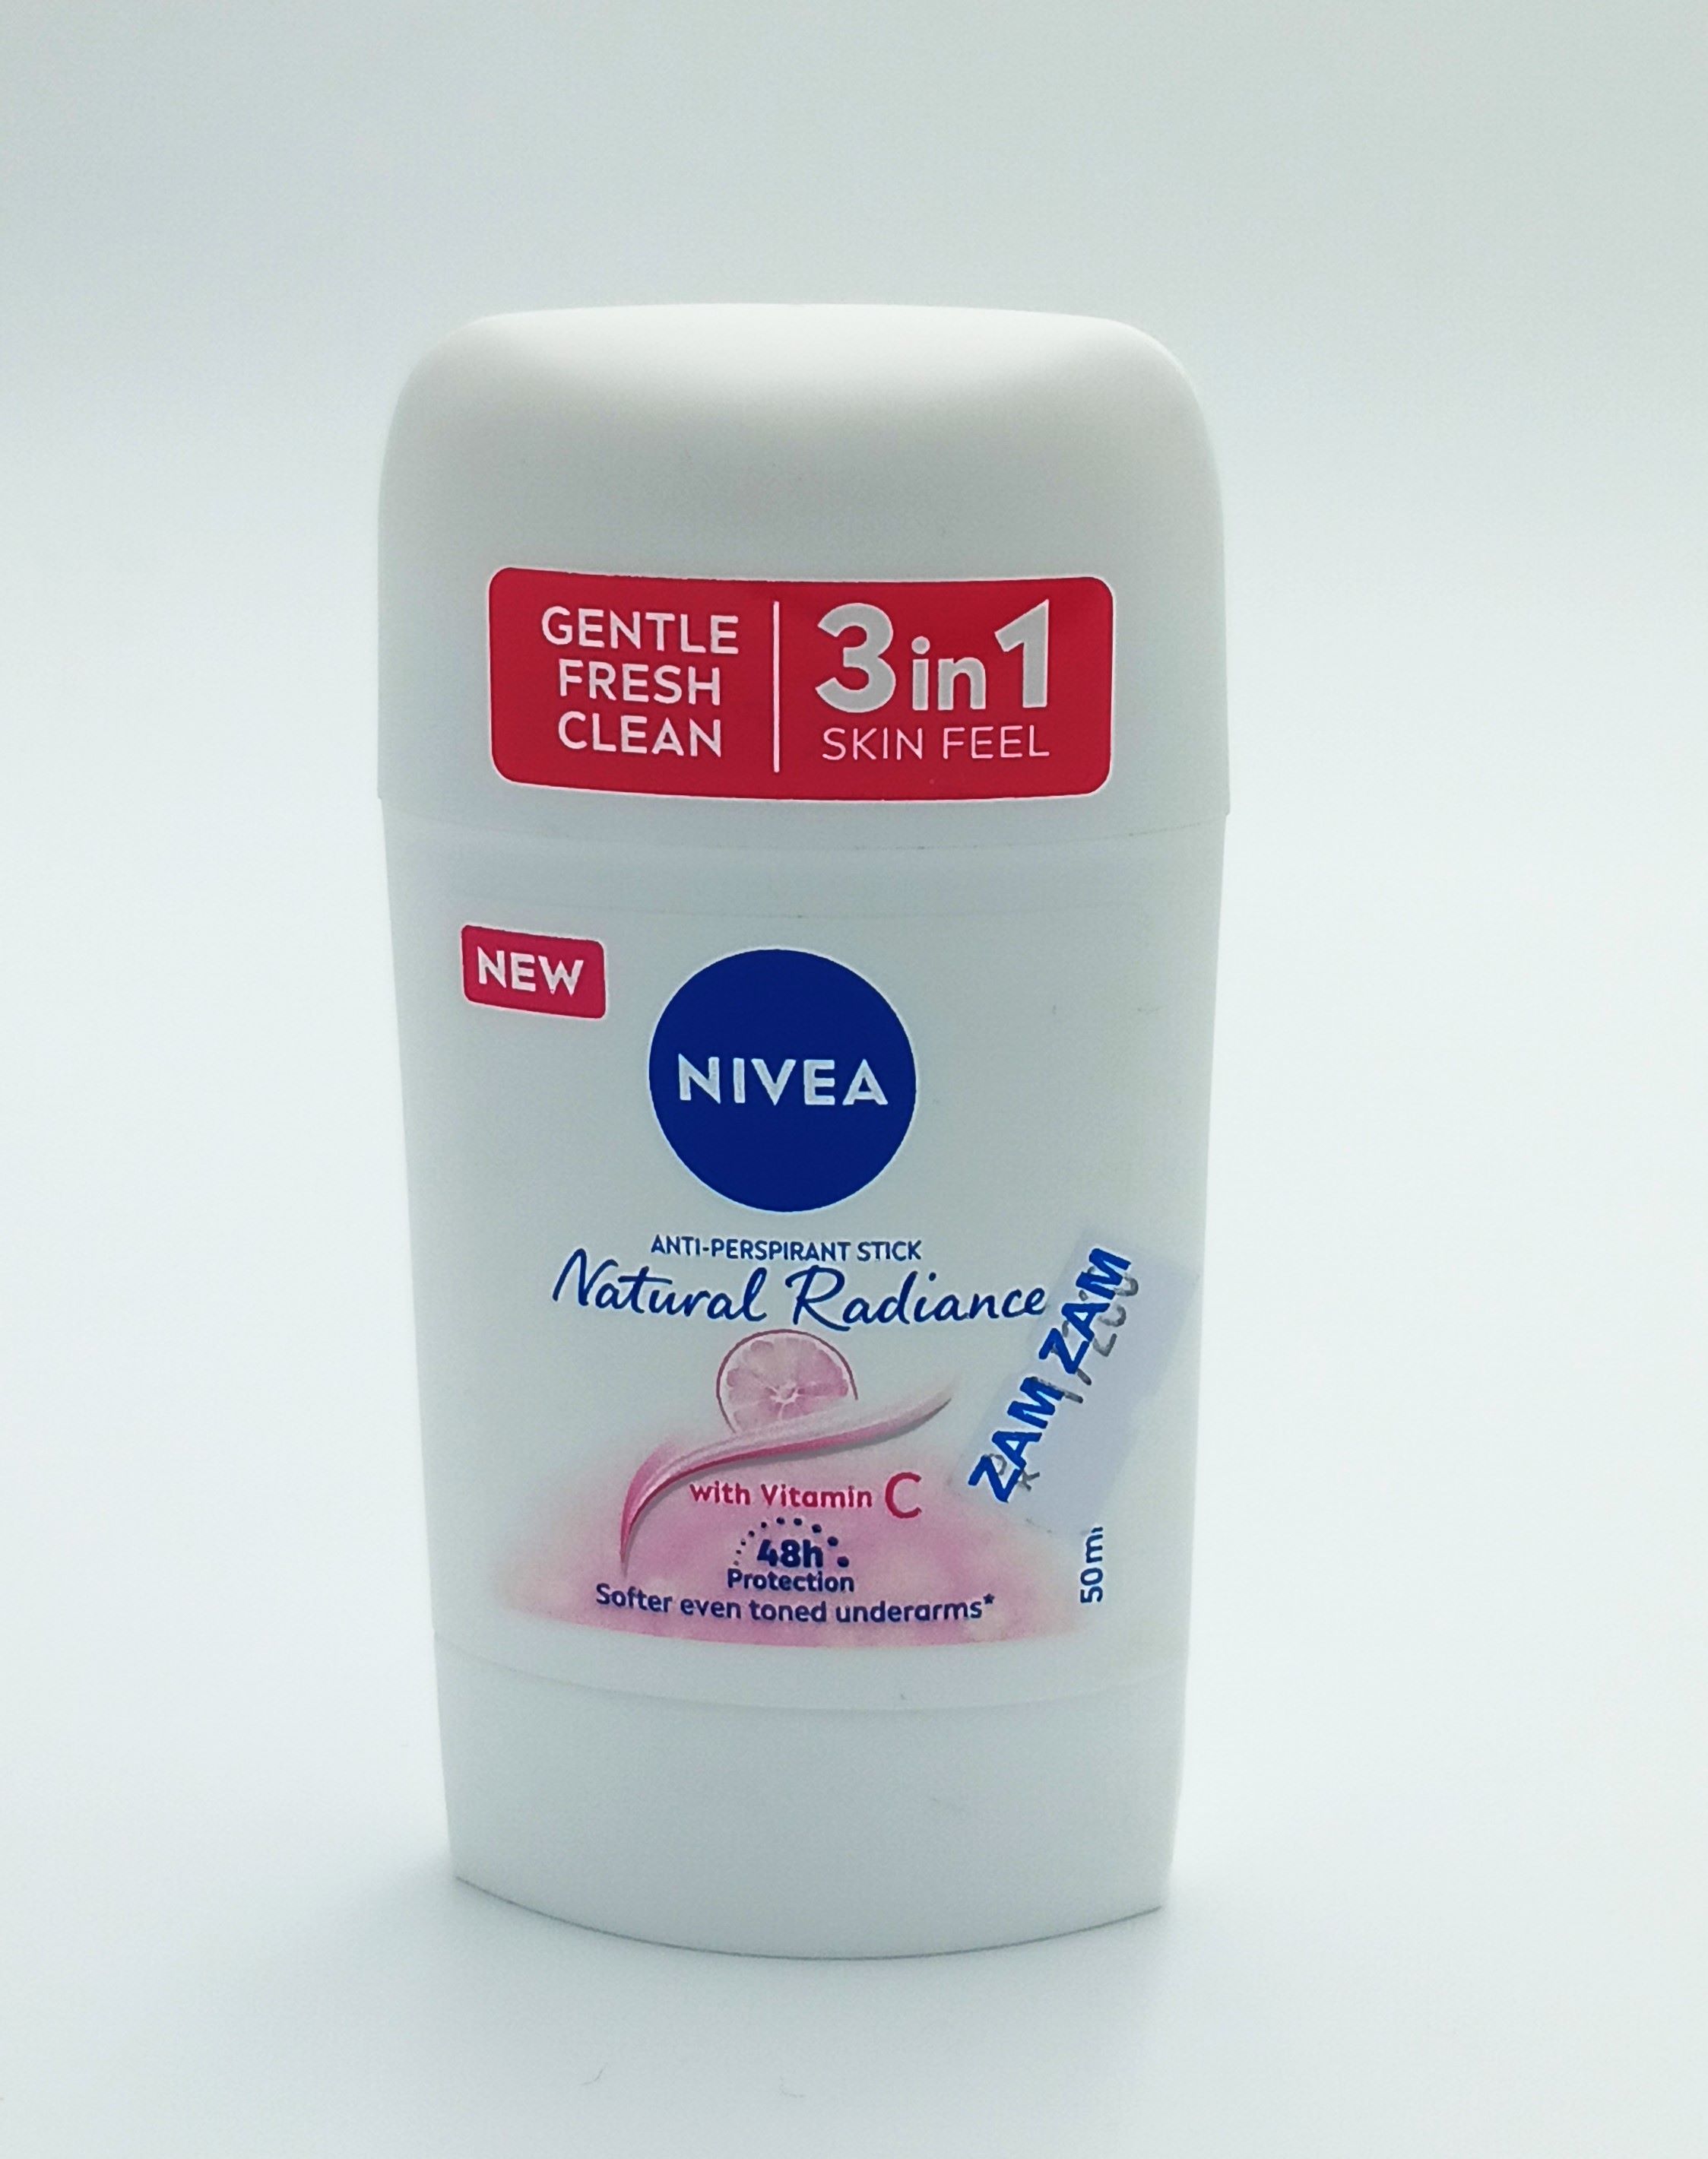 GENTLE
FRESH
CLEAN
3 in 1
SKIN FEEL
NEW
NIVEA
ANTI-PERSPIRANT STICK
Natural Radiance
ZAM ZAM
with Vitamin C
48h
Protection
Softer even toned underarms*
50ml